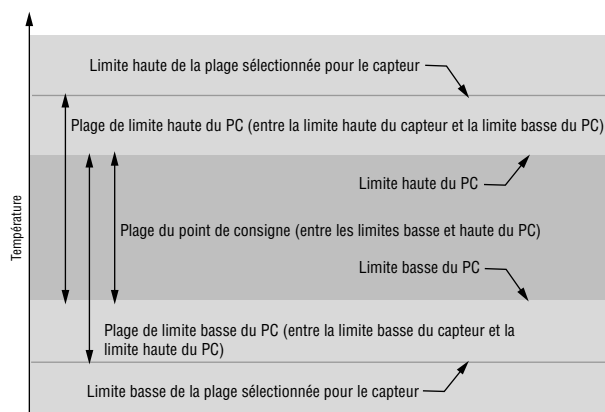 Limite haute de la plage sélectionnée pour le capteur
Plage de limite haute du PC (entre la limite haute du capteur et la limite basse du PC)
Limite haute du PC
Température
Plage du point de consigne (entre les limites basse et haute du PC)
Limite basse du PC
Plage de limite basse du PC (entre la limite basse du capteur et la
limite haute du PC)
Limite basse de la plage sélectionnée pour le capteur